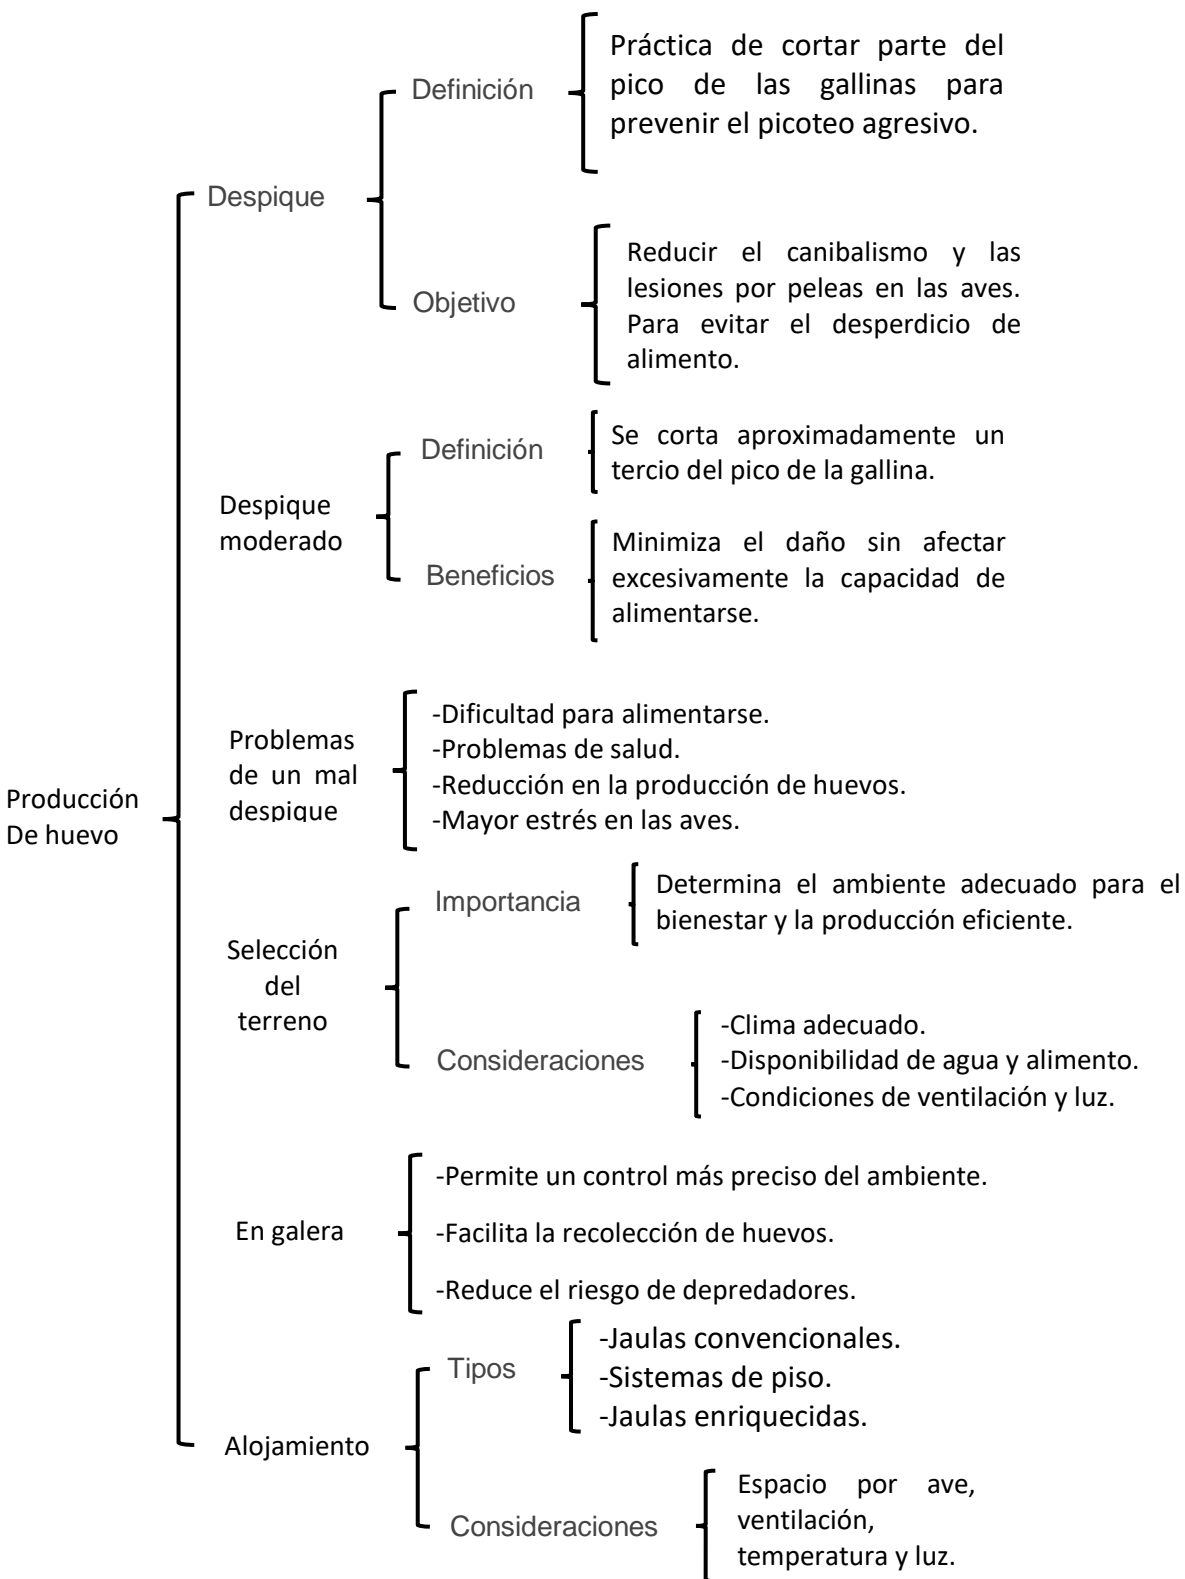 Producción
De huevo
Despique
Definición
Práctica de cortar parte del
pico de las gallinas para
prevenir el picoteo agresivo.
Objetivo
Reducir el canibalismo y las
lesiones por peleas en las aves.
Para evitar el desperdicio de
alimento.
Despique
moderado
Definición
Se corta aproximadamente un
tercio del pico de la gallina.
Beneficios
Minimiza el daño sin afectar
excesivamente la capacidad de
alimentarse.
Problemas
de un mal
despique
-Dificultad para alimentarse.
-Problemas de salud.
-Reducción en la producción de huevos.
-Mayor estrés en las aves.
Selección
del
terreno
Importancia
Determina el ambiente adecuado para el
bienestar y la producción eficiente.
Consideraciones
-Clima adecuado.
-Disponibilidad de agua y alimento.
-Condiciones de ventilación y luz.
En galera
-Permite un control más preciso del ambiente.
-Facilita la recolección de huevos.
-Reduce el riesgo de depredadores.
Alojamiento
Tipos
-Jaulas convencionales.
-Sistemas de piso.
-Jaulas enriquecidas.
Consideraciones
Espacio por ave,
ventilación,
temperatura y luz.